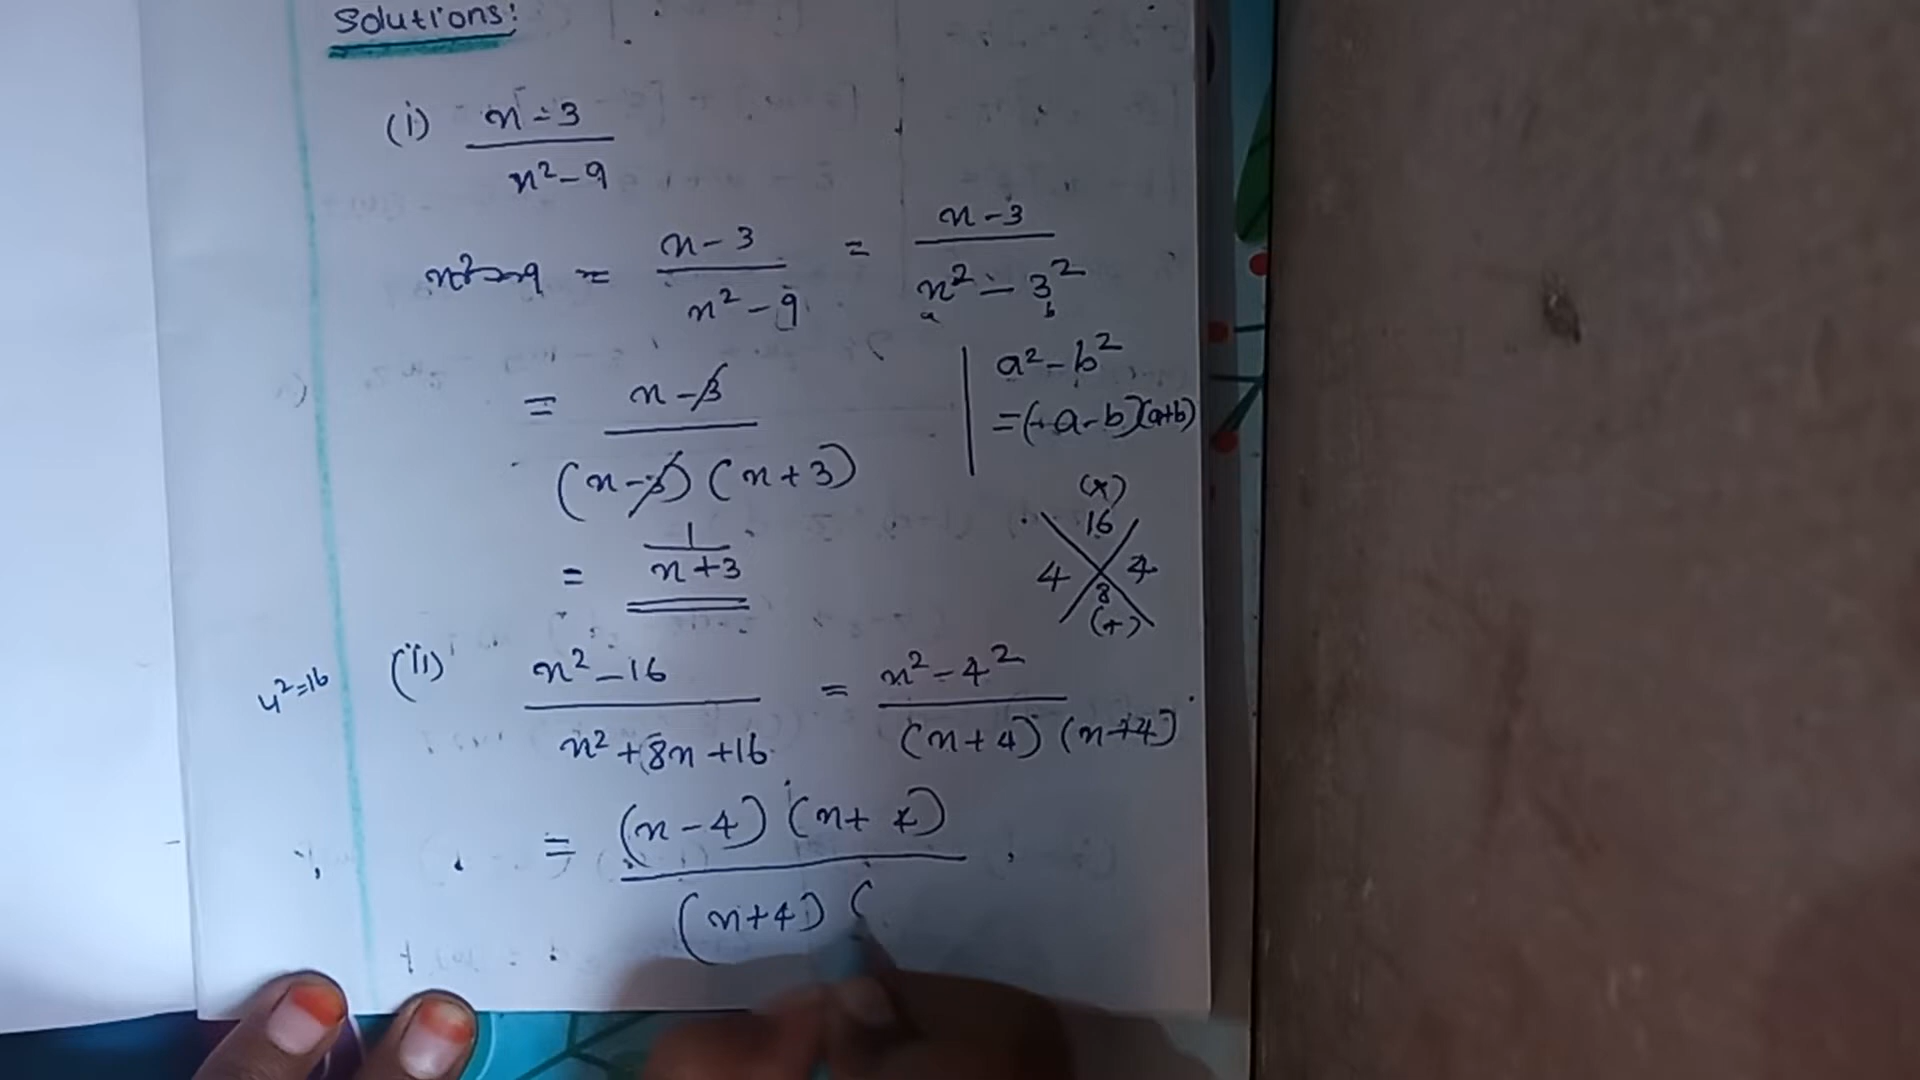 Solutions:
(i) x-3 / x²-9
x²-9 = x-3 / x²-9 = x-3 / x²-3²
a b
= x-3 / (x-3)(x+3)
a²-b²
=(a-b)(a+b)
= 1 / x+3
(x)
16
4 4
8
(+)
4²=16
(ii) x²-16 / x²+8x+16 = x²-4² / (x+4)(x+4)
= (x-4)(x+4) / (x+4)(